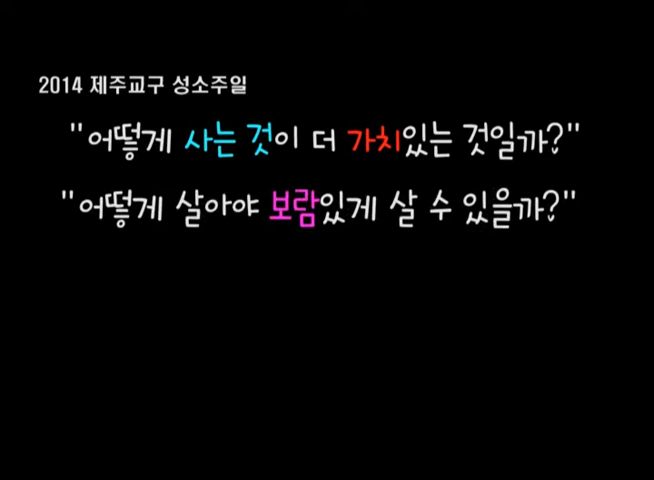 2014 제주교구 성소주일
"어떻게 사는 것이 더 가치있는 것일까?"
"어떻게 살아야 보람있게 살 수 있을까?"